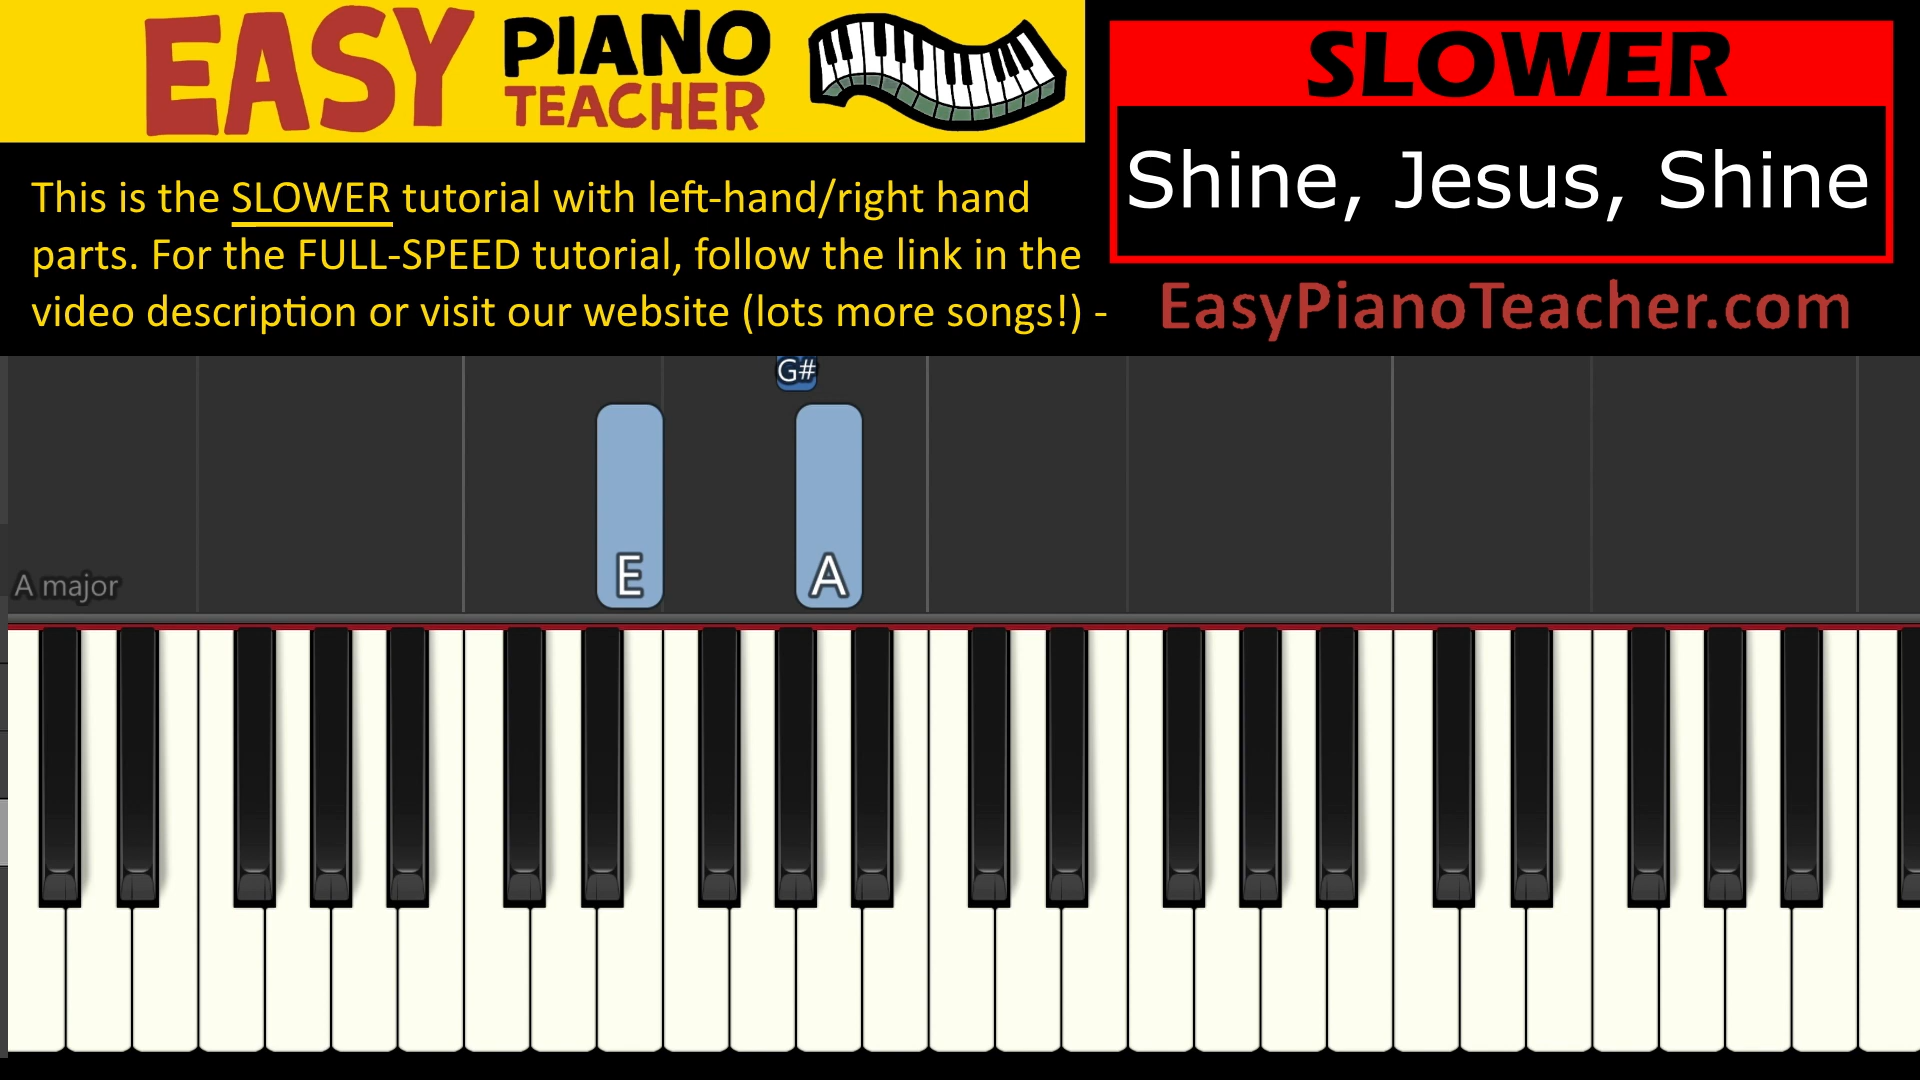 EASY PIANO TEACHER
SLOWER
Shine, Jesus, Shine
This is the SLOWER tutorial with left-hand/right hand
parts. For the FULL-SPEED tutorial, follow the link in the
video description or visit our website (lots more songs!) -
EasyPianoTeacher.com
G#
E
A
A major